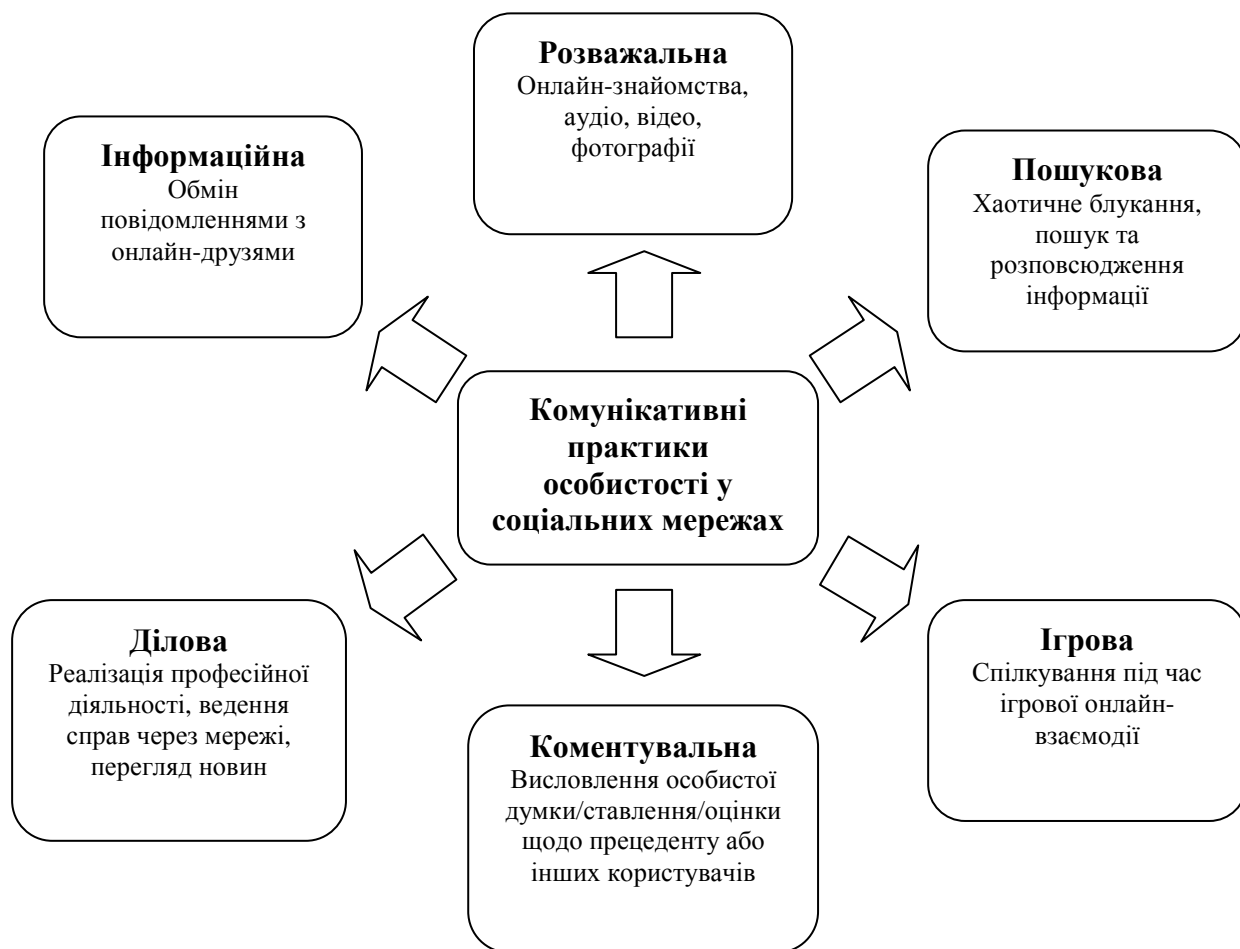 Розважальна
Онлайн-знайомства,
аудіо, відео,
фотографії
Інформаційна
Обмін
повідомленнями з
онлайн-друзями
Пошукова
Хаотичне блукання,
пошук та
розповсюдження
інформації
Комунікативні
практики
особистості у
соціальних мережах
Ділова
Реалізація професійної
діяльності, ведення
справ через мережі,
перегляд новин
Ігрова
Спілкування під час
ігрової онлайн-
взаємодії
Коментувальна
Висловлення особистої
думки/ставлення/оцінки
щодо прецеденту або
інших користувачів